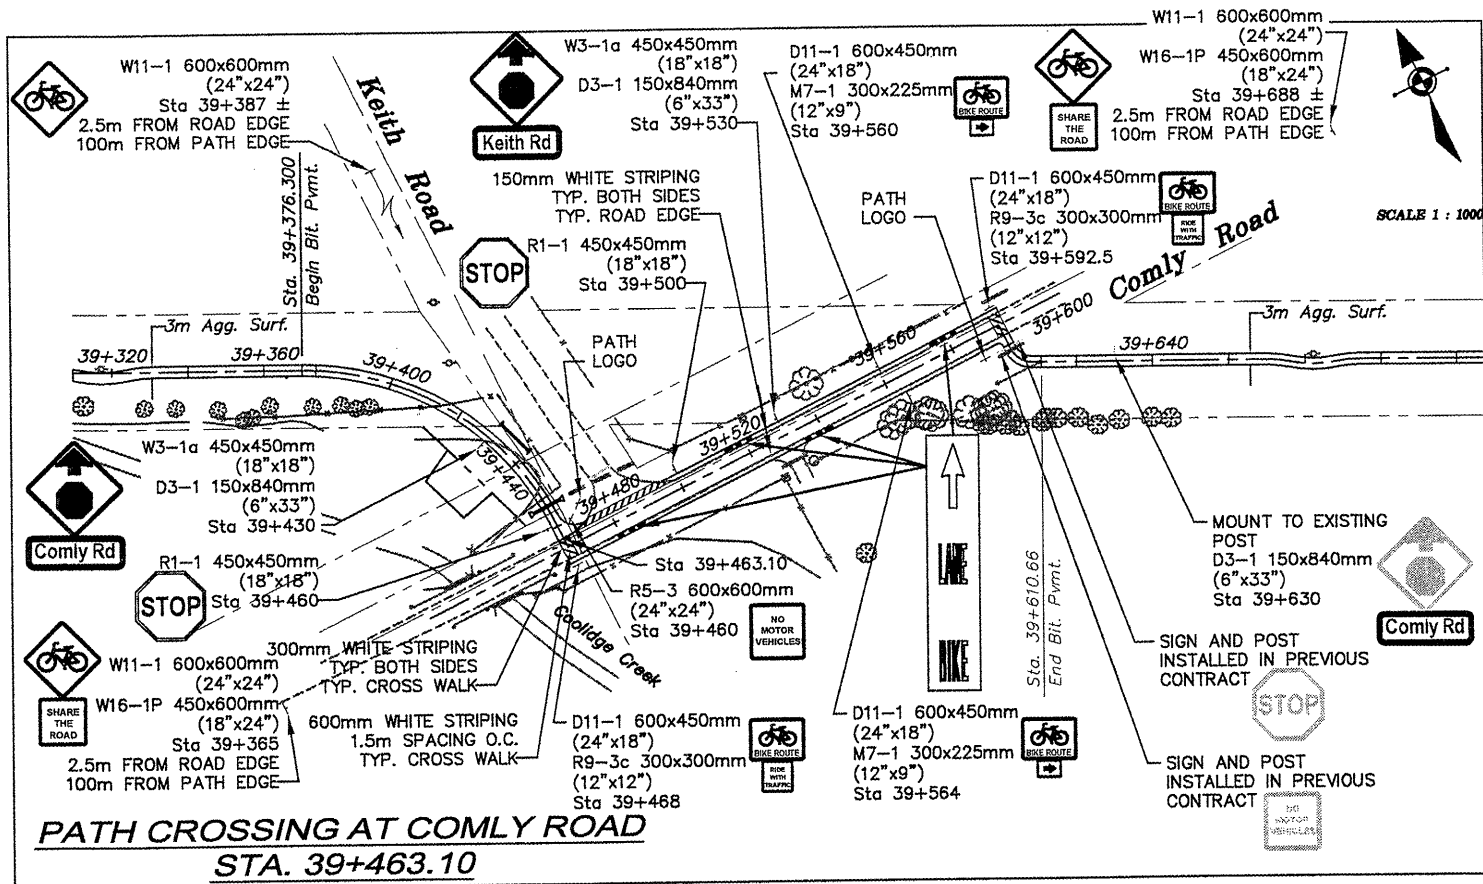 W11-1 600x600mm
(24"x24")
Sta 39+387 ±
2.5m FROM ROAD EDGE
100m FROM PATH EDGE
Keith Road
W3-1a 450x450mm
(18"x18")
D3-1 150x840mm
(6"x33")
Sta 39+530
Keith Rd
D11-1 600x450mm
(24"x18")
M7-1 300x225mm
(12"x9")
Sta 39+560
BIKE ROUTE
W11-1 600x600mm
(24"x24")
W16-1P 450x600mm
(18"x24")
Sta 39+688 ±
2.5m FROM ROAD EDGE
100m FROM PATH EDGE
SHARE
THE
ROAD
SCALE 1 : 1000
150mm WHITE STRIPING
TYP. BOTH SIDES
TYP. ROAD EDGE
R1-1 450x450mm
(18"x18")
Sta 39+500
STOP
PATH
LOGO
D11-1 600x450mm
(24"x18")
R9-3c 300x300mm
(12"x12")
Sta 39+592.5
BIKE ROUTE
RIDE
WITH
TRAFFIC
Comly Road
Sta. 39+376.300
Begin Bit. Pvmt.
3m Agg. Surf.
39+320
39+360
39+400
39+440
39+480
39+520
39+560
39+600
39+640
3m Agg. Surf.
PATH
LOGO
W3-1a 450x450mm
(18"x18")
D3-1 150x840mm
(6"x33")
Sta 39+430
Comly Rd
R1-1 450x450mm
(18"x18")
Sta 39+460
STOP
Sta 39+463.10
R5-3 600x600mm
(24"x24")
Sta 39+460
NO
MOTOR
VEHICLES
Coolidge Creek
LANE
BIKE
Sta. 39+610.66
End Bit. Pvmt.
MOUNT TO EXISTING
POST
D3-1 150x840mm
(6"x33")
Sta 39+630
Comly Rd
SIGN AND POST
INSTALLED IN PREVIOUS
CONTRACT
STOP
SIGN AND POST
INSTALLED IN PREVIOUS
CONTRACT
NO
MOTOR
VEHICLES
W11-1 600x600mm
(24"x24")
W16-1P 450x600mm
(18"x24")
Sta 39+365
2.5m FROM ROAD EDGE
100m FROM PATH EDGE
SHARE
THE
ROAD
300mm WHITE STRIPING
TYP. BOTH SIDES
TYP. CROSS WALK
600mm WHITE STRIPING
1.5m SPACING O.C.
TYP. CROSS WALK
D11-1 600x450mm
(24"x18")
R9-3c 300x300mm
(12"x12")
Sta 39+468
BIKE ROUTE
RIDE
WITH
TRAFFIC
D11-1 600x450mm
(24"x18")
M7-1 300x225mm
(12"x9")
Sta 39+564
BIKE ROUTE
PATH CROSSING AT COMLY ROAD
STA. 39+463.10